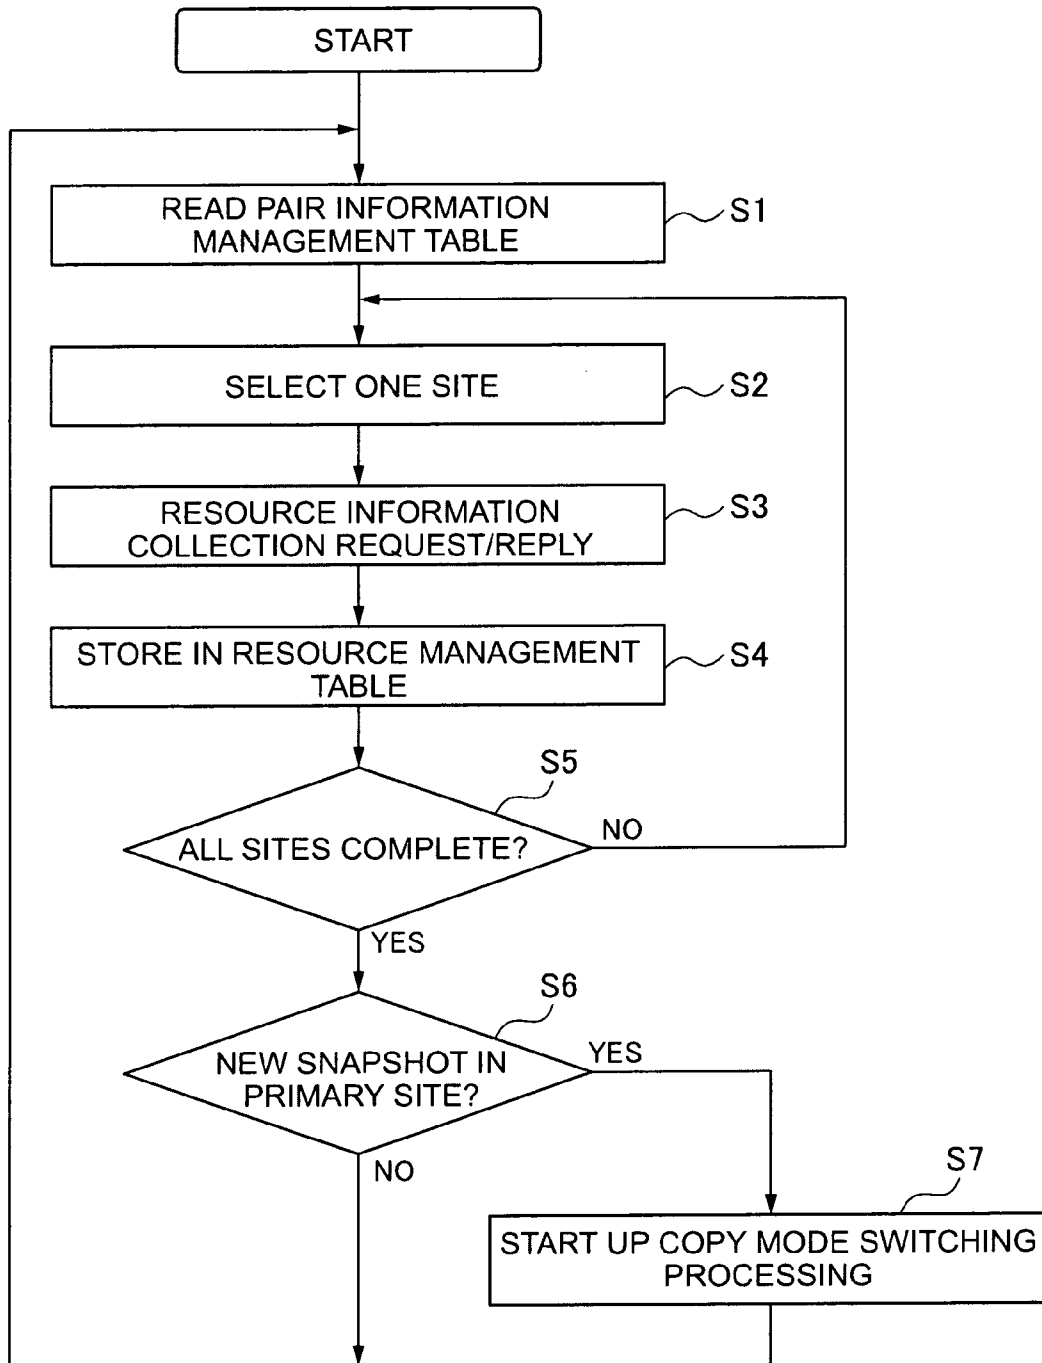 START
READ PAIR INFORMATION
MANAGEMENT TABLE
S1
SELECT ONE SITE
S2
RESOURCE INFORMATION
COLLECTION REQUEST/REPLY
S3
STORE IN RESOURCE MANAGEMENT
TABLE
S4
S5
ALL SITES COMPLETE?
NO
YES
S6
NEW SNAPSHOT IN
PRIMARY SITE?
YES
NO
S7
START UP COPY MODE SWITCHING
PROCESSING